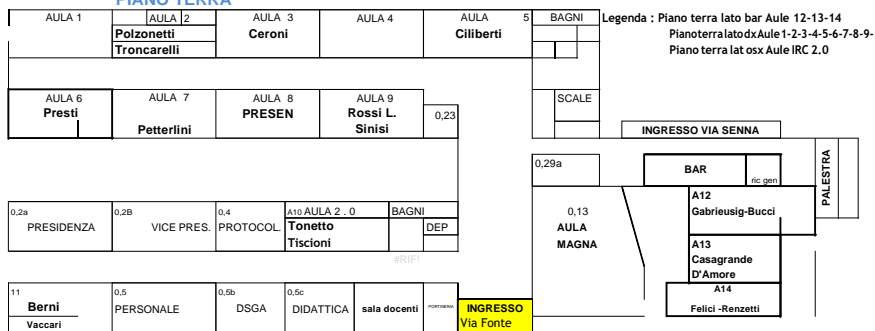 PIANO TERRA
AULA 1
AULA 2
Polzonetti
Troncarelli
AULA 3
Ceroni
AULA 4
AULA 5
Ciliberti
BAGNI
Legenda : Piano terra lato bar Aule 12-13-14
Pianoterralatodx Aule 1-2-3-4-5-6-7-8-9-
Piano terra lat osx Aule IRC 2.0
AULA 6
Presti
AULA 7
Petterlini
AULA 8
PRESEN
AULA 9
Rossi L.
Sinisi
0,23
SCALE
INGRESSO VIA SENNA
0,29a
BAR
ric gen
PALESTRA
A12
Gabrieusig-Bucci
0,2a
PRESIDENZA
0,2B
VICE PRES.
0,4
PROTOCOL.
A10 AULA 2 . 0
Tonetto
Tiscioni
BAGNI
DEP
#RIF!
0,13
AULA
MAGNA
A13
Casagrande
D'Amore
A14
Felici -Renzetti
11
Berni
Vaccari
0,5
PERSONALE
0,5b
DSGA
0,5c
DIDATTICA
sala docenti
PORTINERIA
INGRESSO
Via Fonte